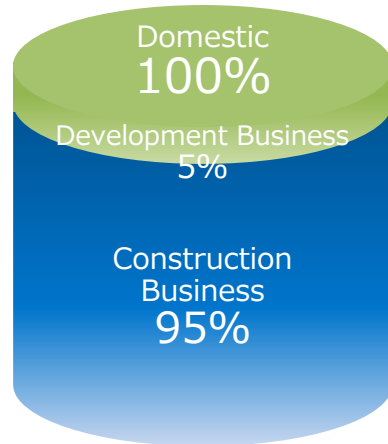 Domestic
100%
Development Business
5%
Construction
Business
95%